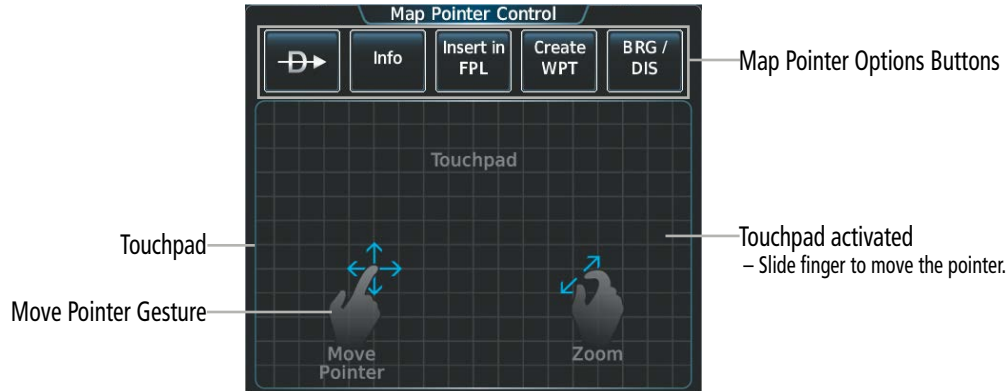 Map Pointer Control
D
Info
Insert in
FPL
Create
WPT
BRG /
DIS
Map Pointer Options Buttons
Touchpad
Touchpad
Touchpad activated
– Slide finger to move the pointer.
Move Pointer Gesture
Move
Pointer
Zoom